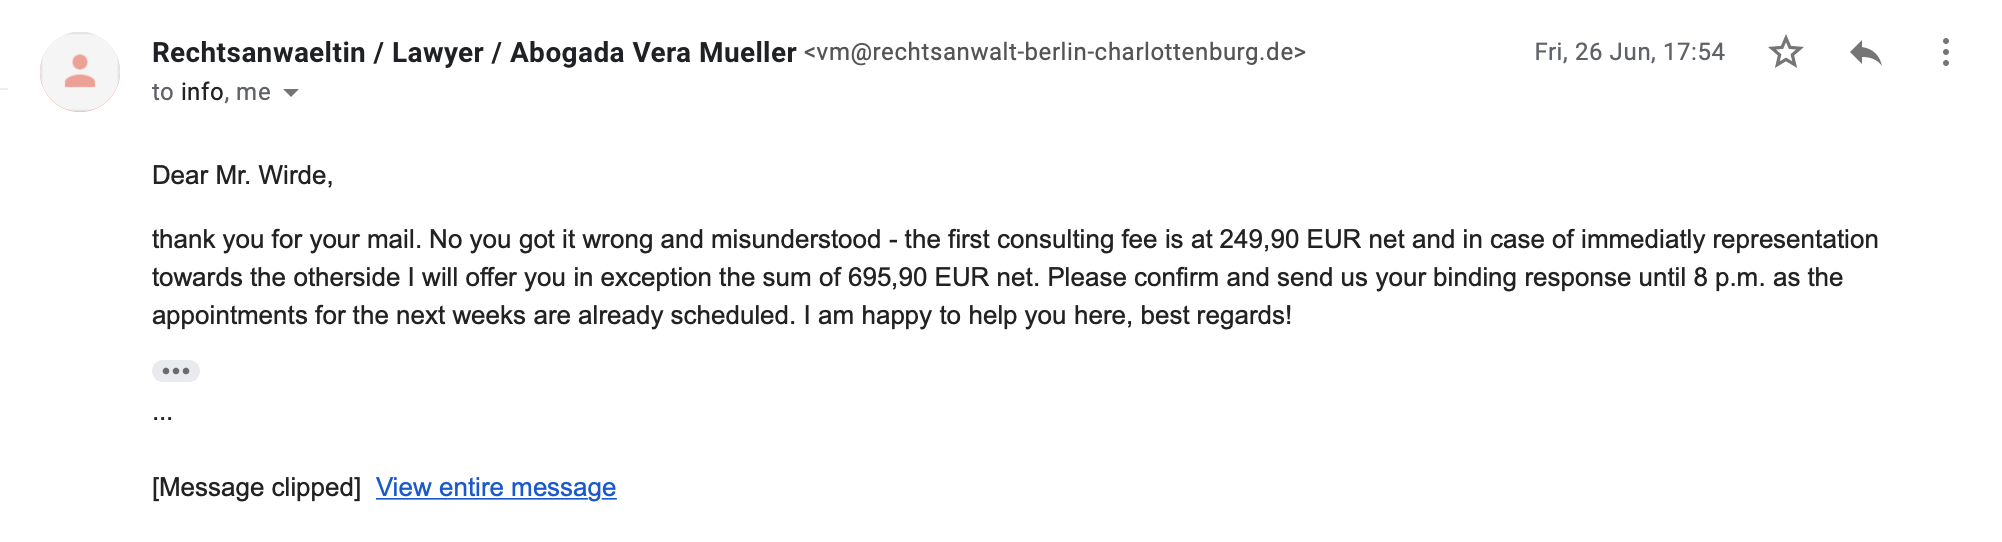 Rechtsanwaeltin / Lawyer / Abogada Vera Mueller <vm@rechtsanwalt-berlin-charlottenburg.de> Fri, 26 Jun, 17:54
to info, me
Dear Mr. Wirde,
thank you for your mail. No you got it wrong and misunderstood - the first consulting fee is at 249,90 EUR net and in case of immediatly representation
towards the otherside I will offer you in exception the sum of 695,90 EUR net. Please confirm and send us your binding response until 8 p.m. as the
appointments for the next weeks are already scheduled. I am happy to help you here, best regards!
...
[Message clipped] View entire message